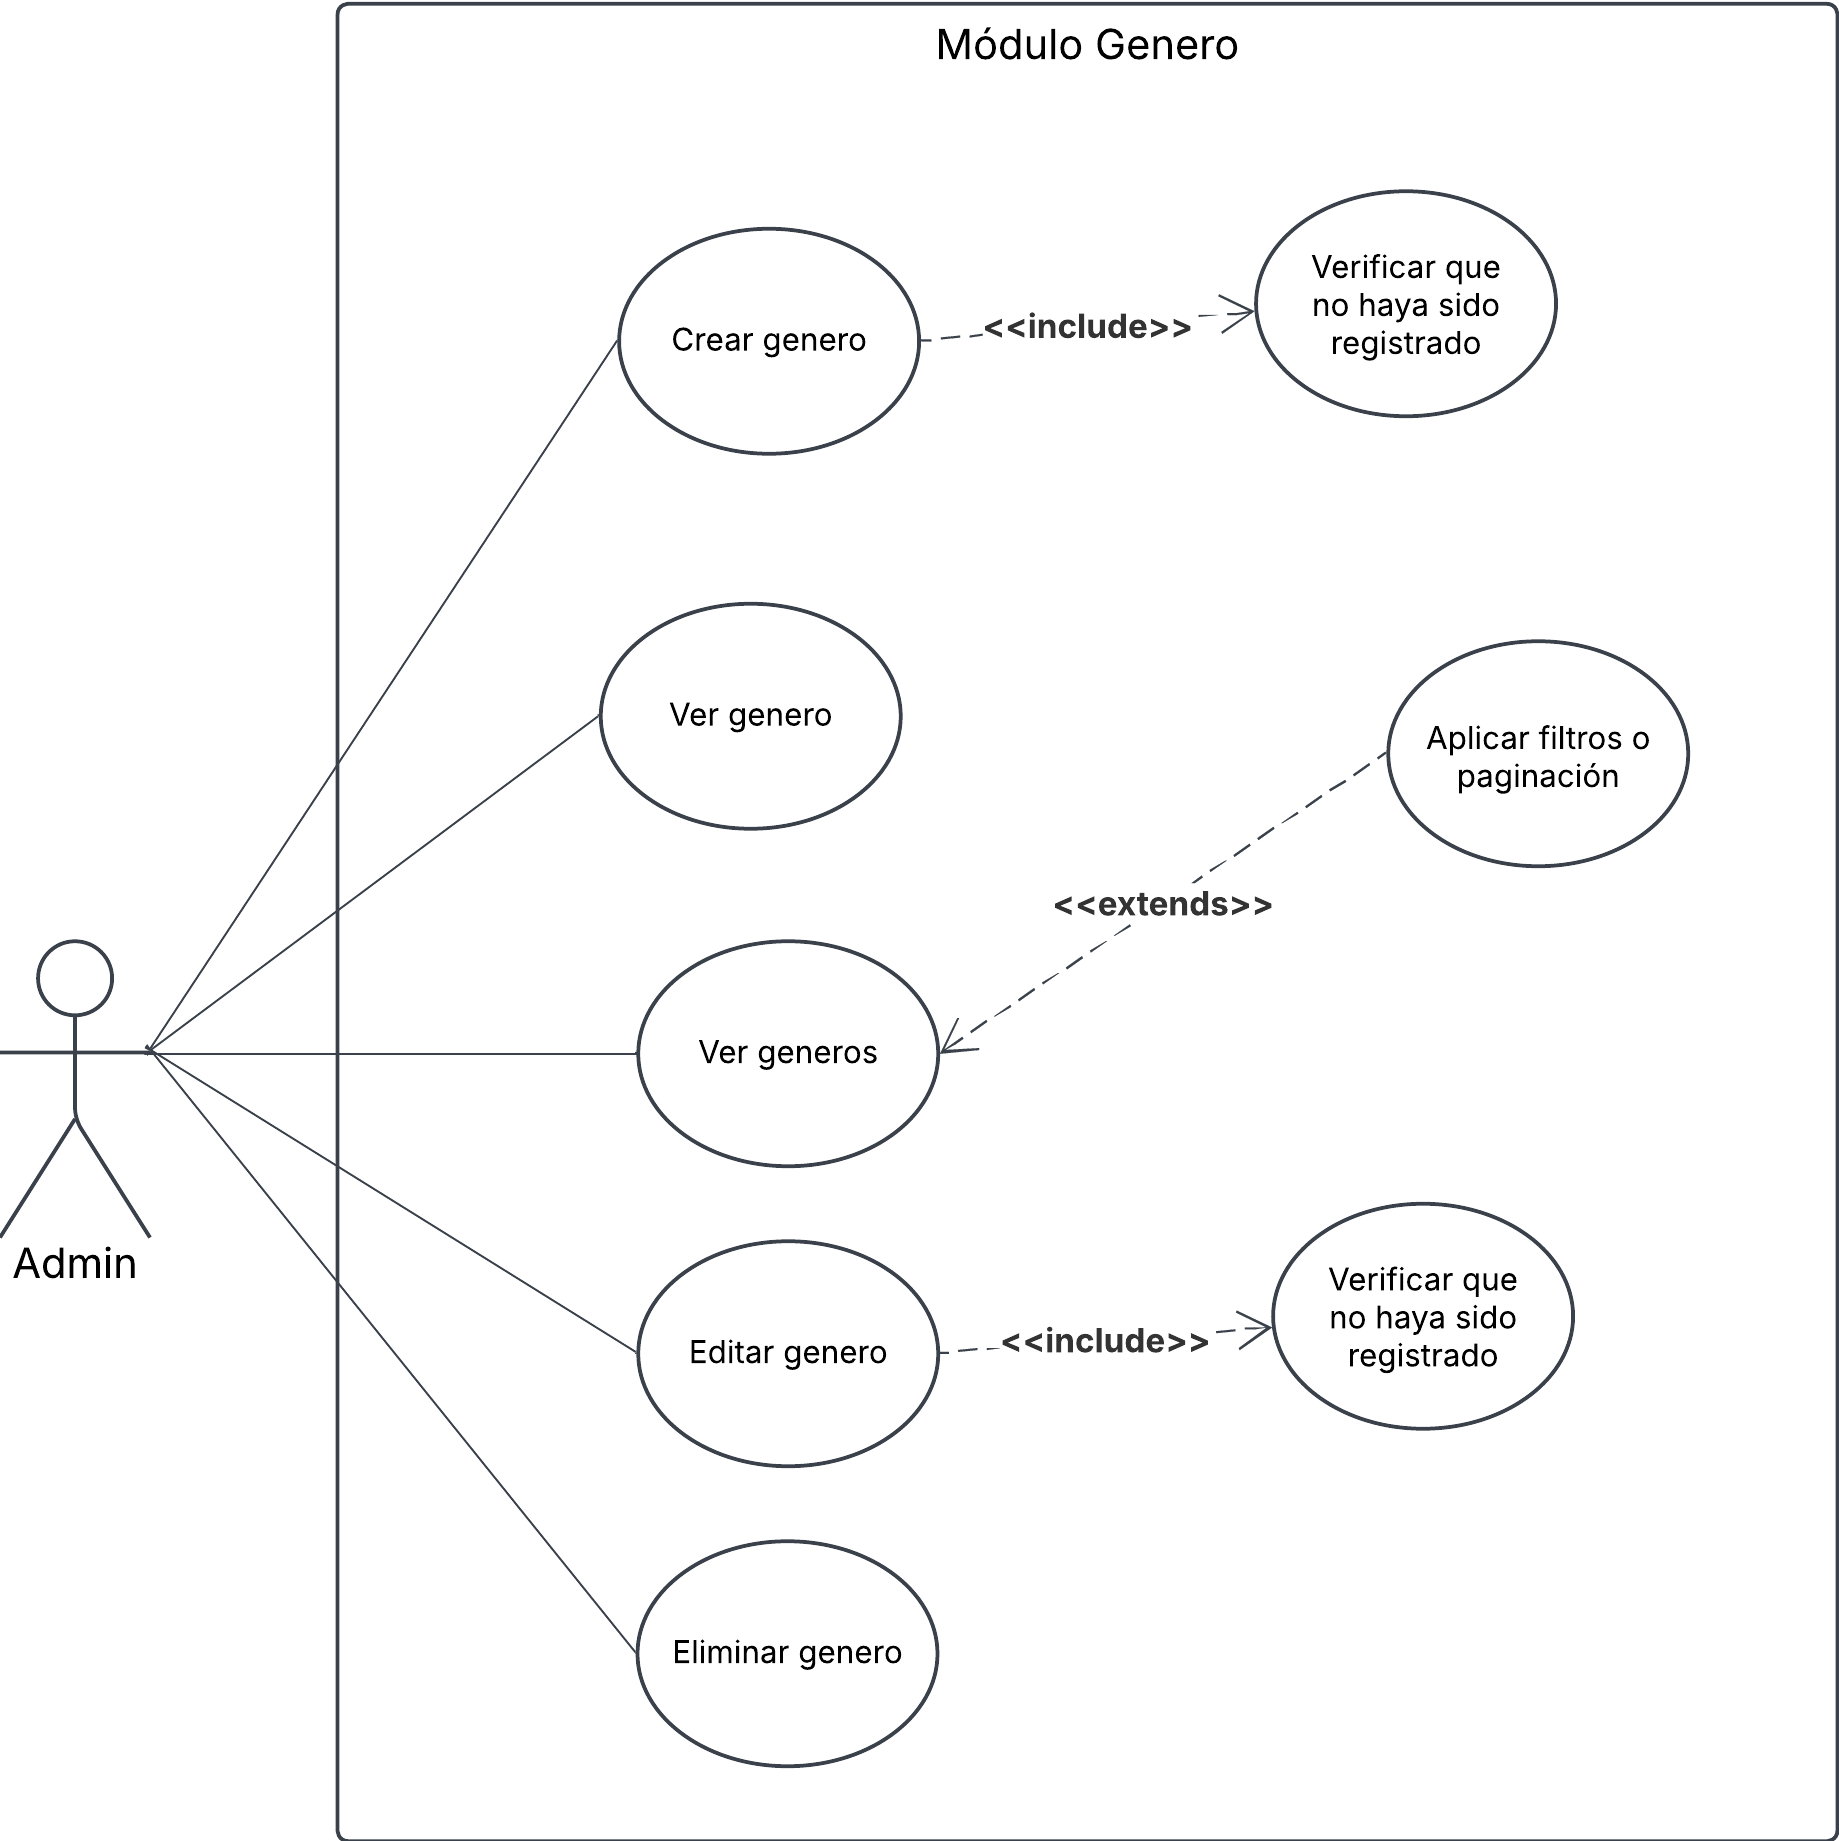 Módulo Genero
Crear genero
<<include>>
Verificar que
no haya sido
registrado
Ver genero
Aplicar filtros o
paginación
<<extends>>
Ver generos
Admin
Editar genero
<<include>>
Verificar que
no haya sido
registrado
Eliminar genero